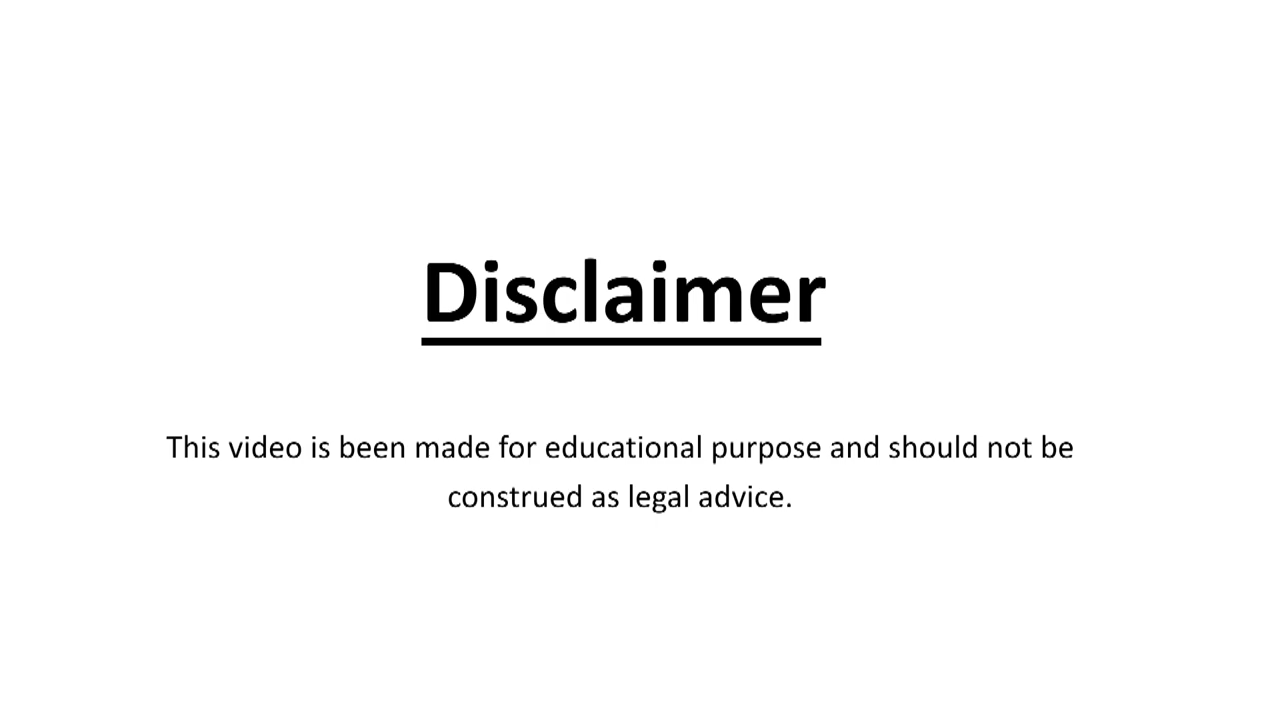 Disclaimer
This video is been made for educational purpose and should not be
construed as legal advice.